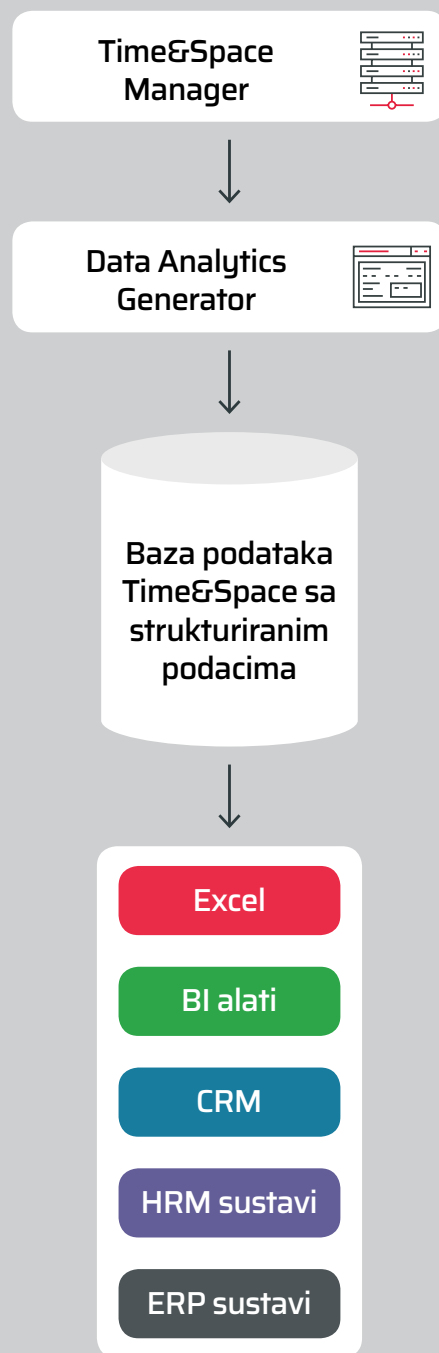 Time&Space
Manager
Data Analytics
Generator
Baza podataka
Time&Space sa
strukturiranim
podacima
Excel
BI alati
CRM
HRM sustavi
ERP sustavi